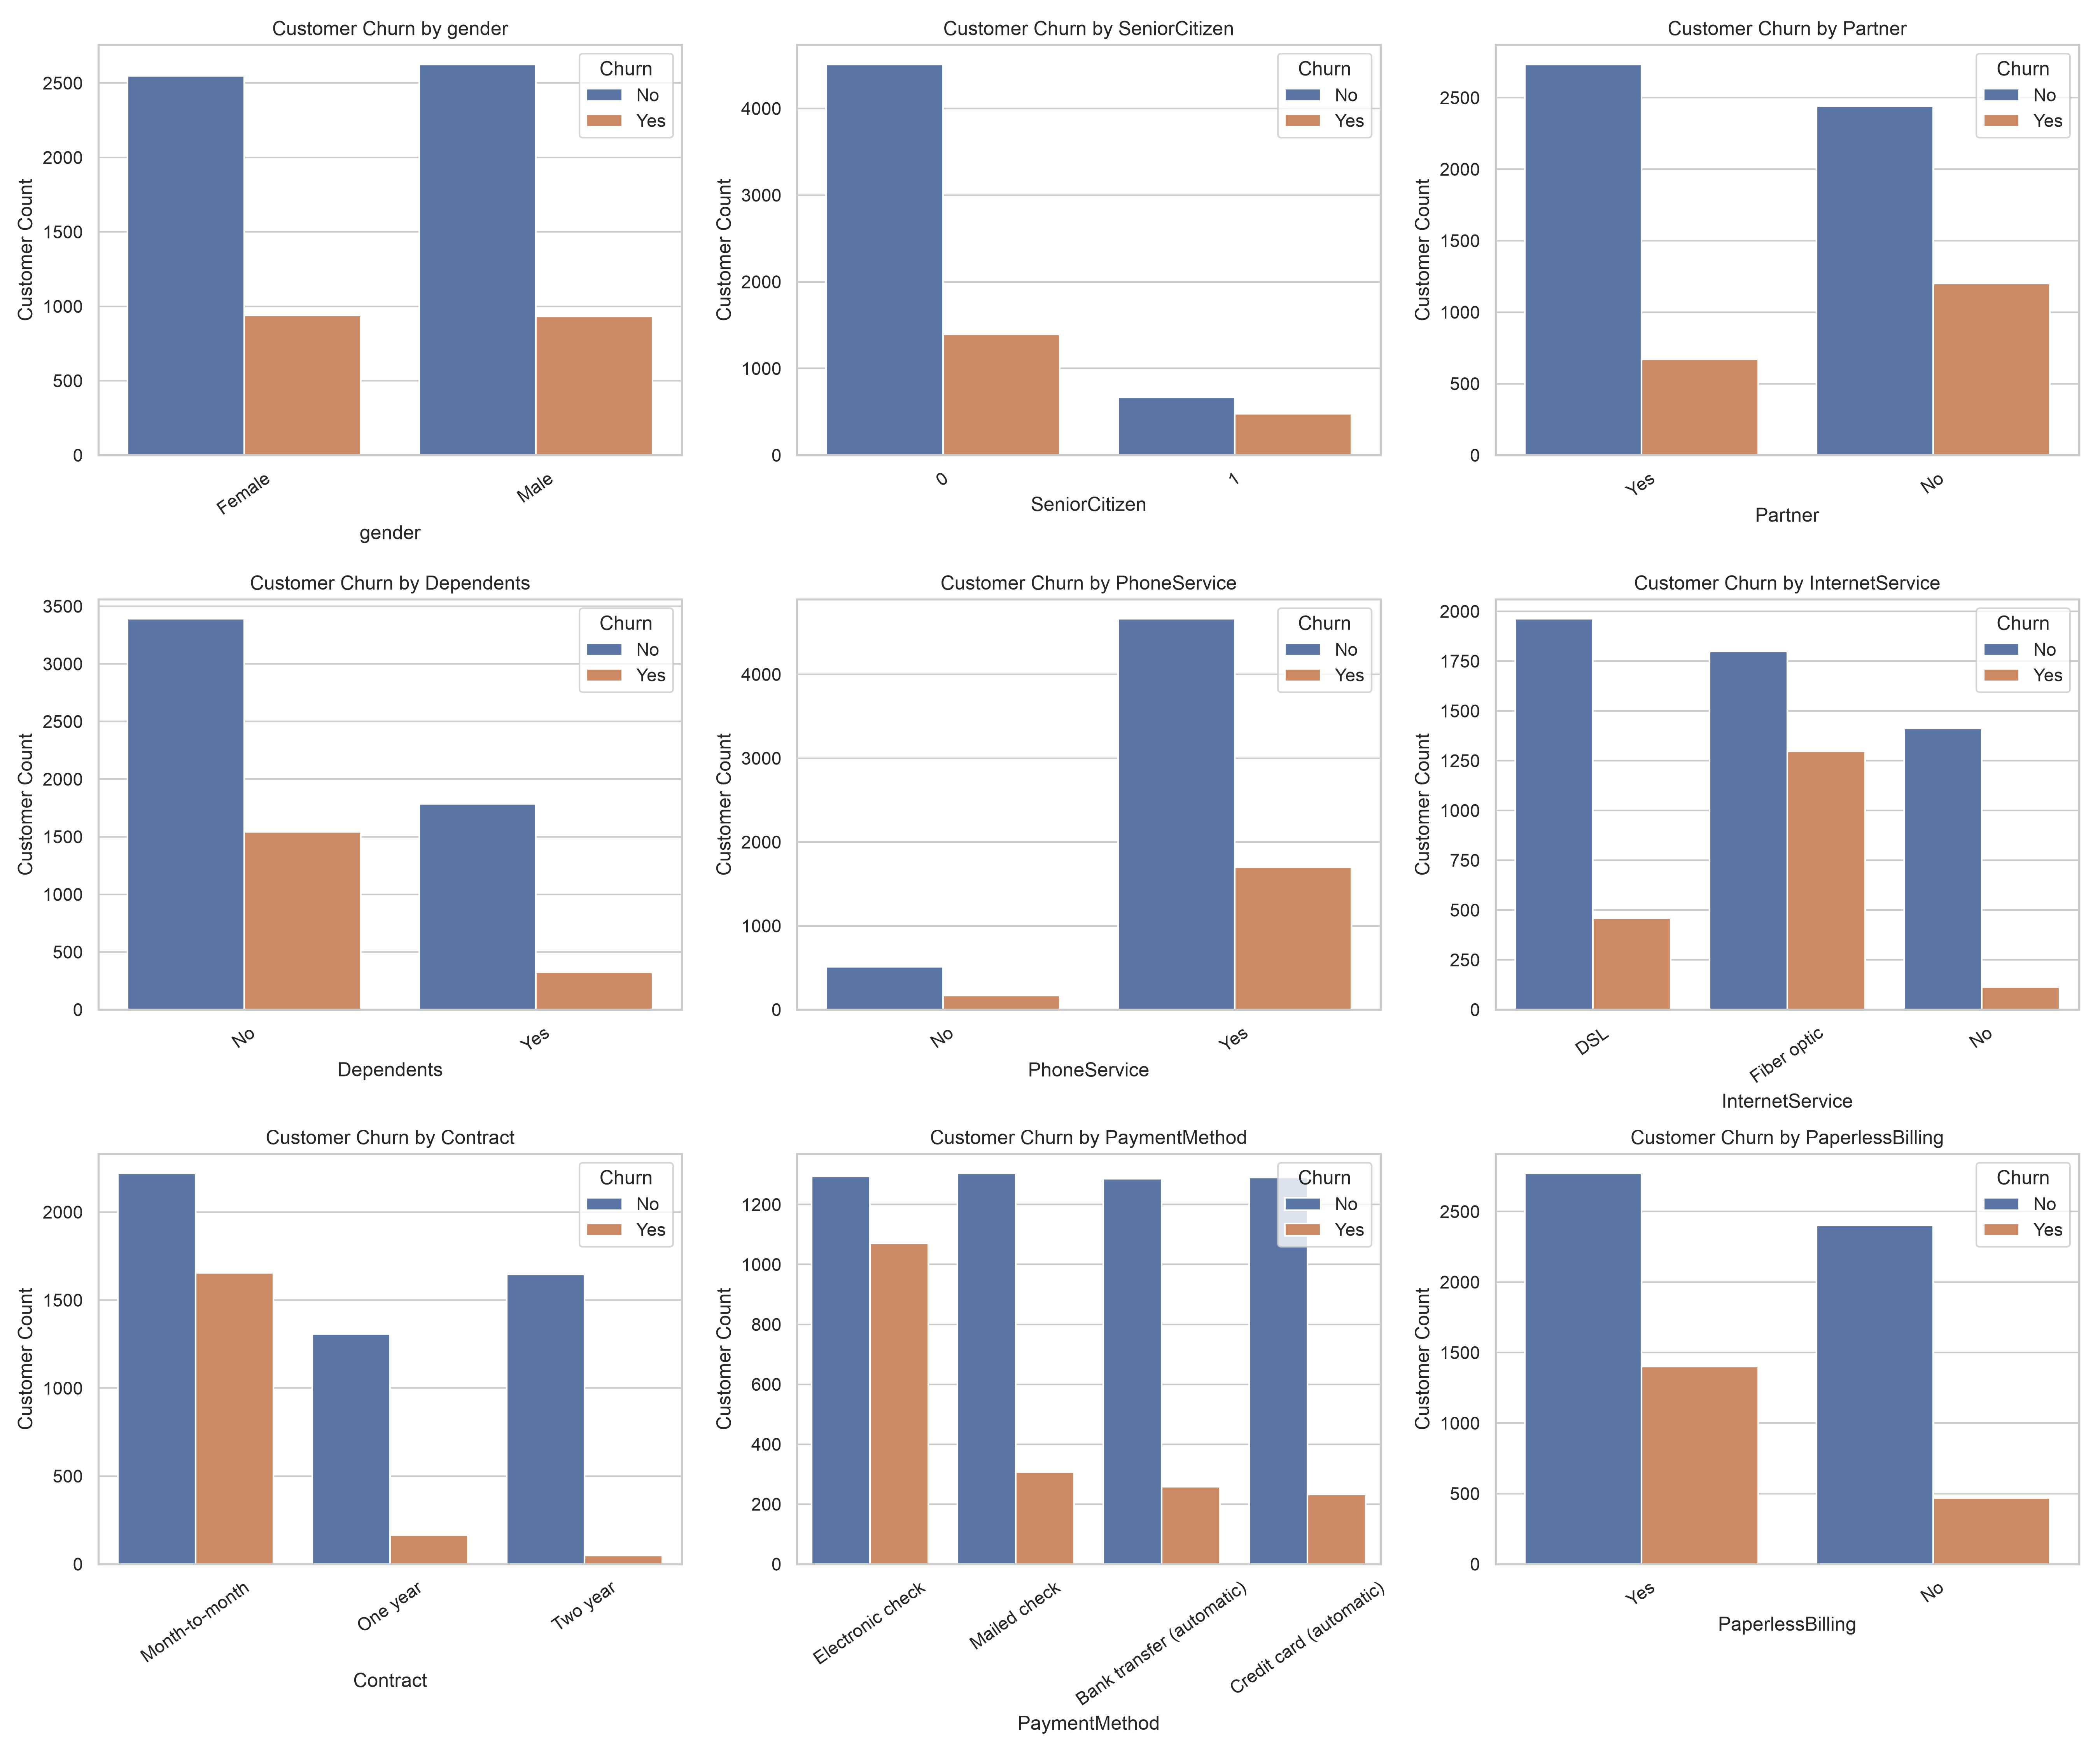 Customer Churn by gender
Customer Count
2500
2000
1500
1000
500
0
Churn
No
Yes
Female
Male
gender
Customer Churn by SeniorCitizen
Customer Count
4000
3000
2000
1000
0
Churn
No
Yes
0
1
SeniorCitizen
Customer Churn by Partner
Customer Count
2500
2000
1500
1000
500
0
Churn
No
Yes
Yes
No
Partner
Customer Churn by Dependents
Customer Count
3500
3000
2500
2000
1500
1000
500
0
Churn
No
Yes
No
Yes
Dependents
Customer Churn by PhoneService
Customer Count
4000
3000
2000
1000
0
Churn
No
Yes
No
Yes
PhoneService
Customer Churn by InternetService
Customer Count
2000
1750
1500
1250
1000
750
500
250
0
Churn
No
Yes
DSL
Fiber optic
No
InternetService
Customer Churn by Contract
Customer Count
2000
1500
1000
500
0
Churn
No
Yes
Month-to-month
One year
Two year
Contract
Customer Churn by PaymentMethod
Customer Count
1200
1000
800
600
400
200
0
Churn
No
Yes
Electronic check
Mailed check
Bank transfer (automatic)
Credit card (automatic)
PaymentMethod
Customer Churn by PaperlessBilling
Customer Count
2500
2000
1500
1000
500
0
Churn
No
Yes
Yes
No
PaperlessBilling